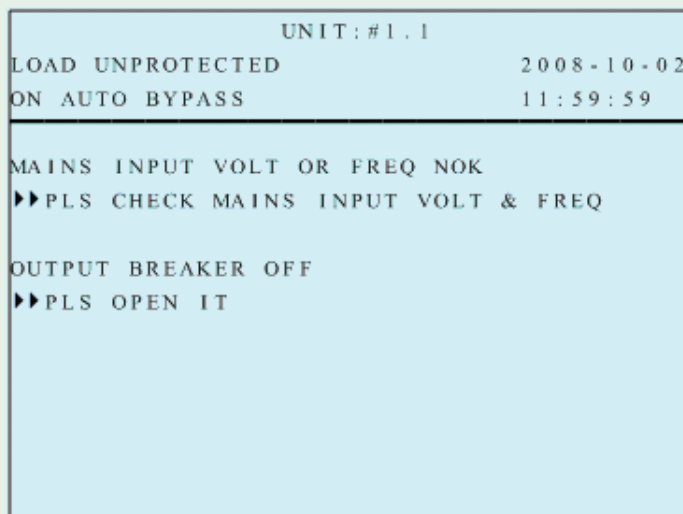 UNIT:#1.1
LOAD UNPROTECTED 2008-10-02
ON AUTO BYPASS 11:59:59
MAINS INPUT VOLT OR FREQ NOK
▶▶PLS CHECK MAINS INPUT VOLT & FREQ
OUTPUT BREAKER OFF
▶▶PLS OPEN IT